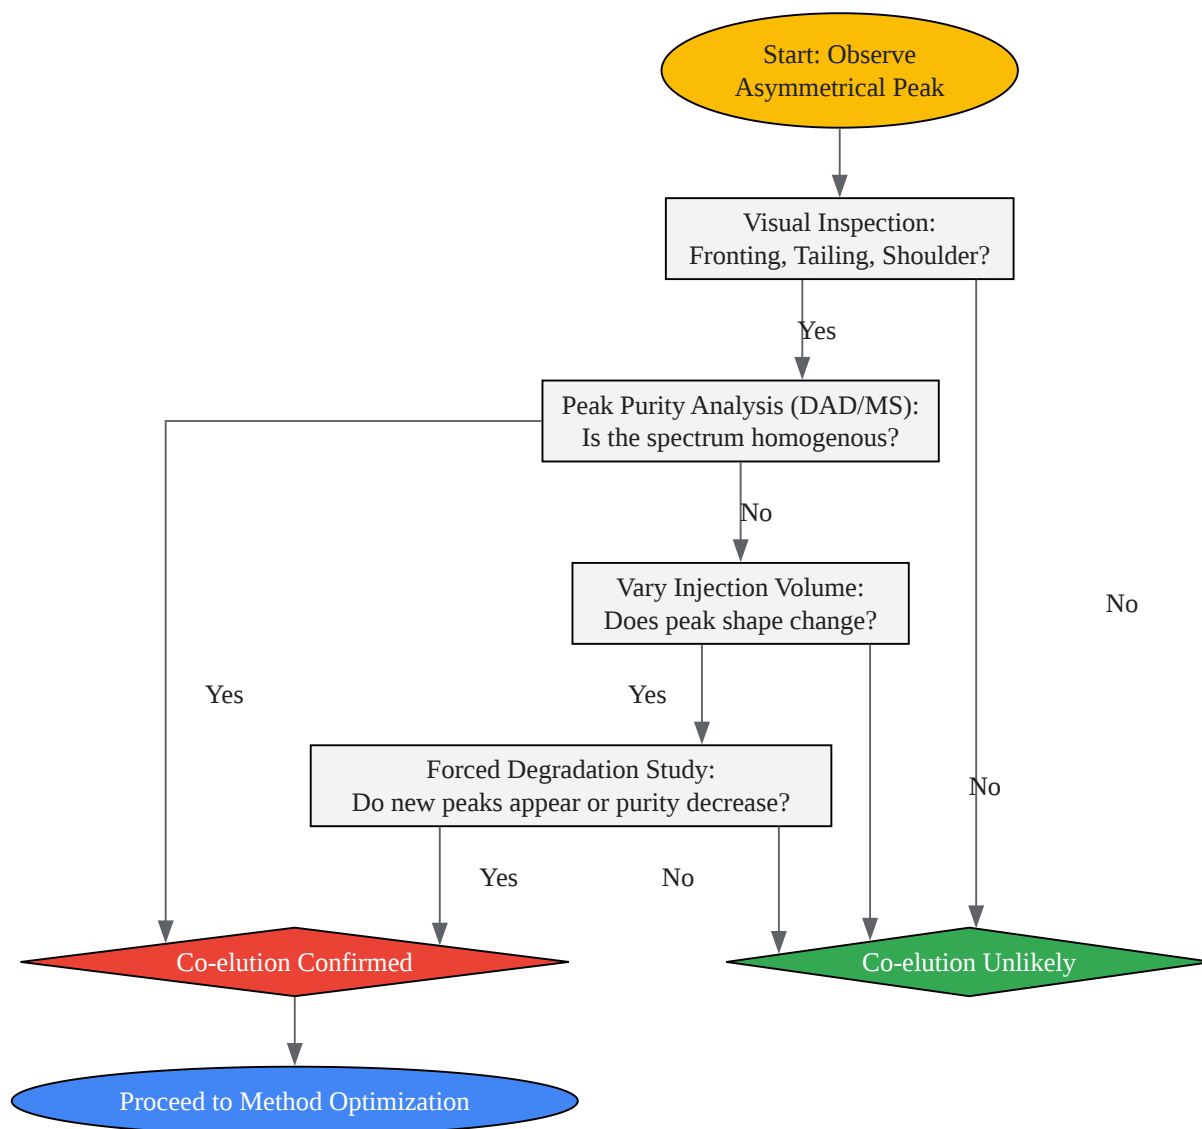 Start: Observe
Asymmetrical Peak
Visual Inspection:
Fronting, Tailing, Shoulder?
Yes
Peak Purity Analysis (DAD/MS):
Is the spectrum homogenous?
No
Vary Injection Volume:
Does peak shape change?
No
Yes
Yes
Forced Degradation Study:
Do new peaks appear or purity decrease?
No
Yes
No
Co-elution Confirmed
Co-elution Unlikely
Proceed to Method Optimization